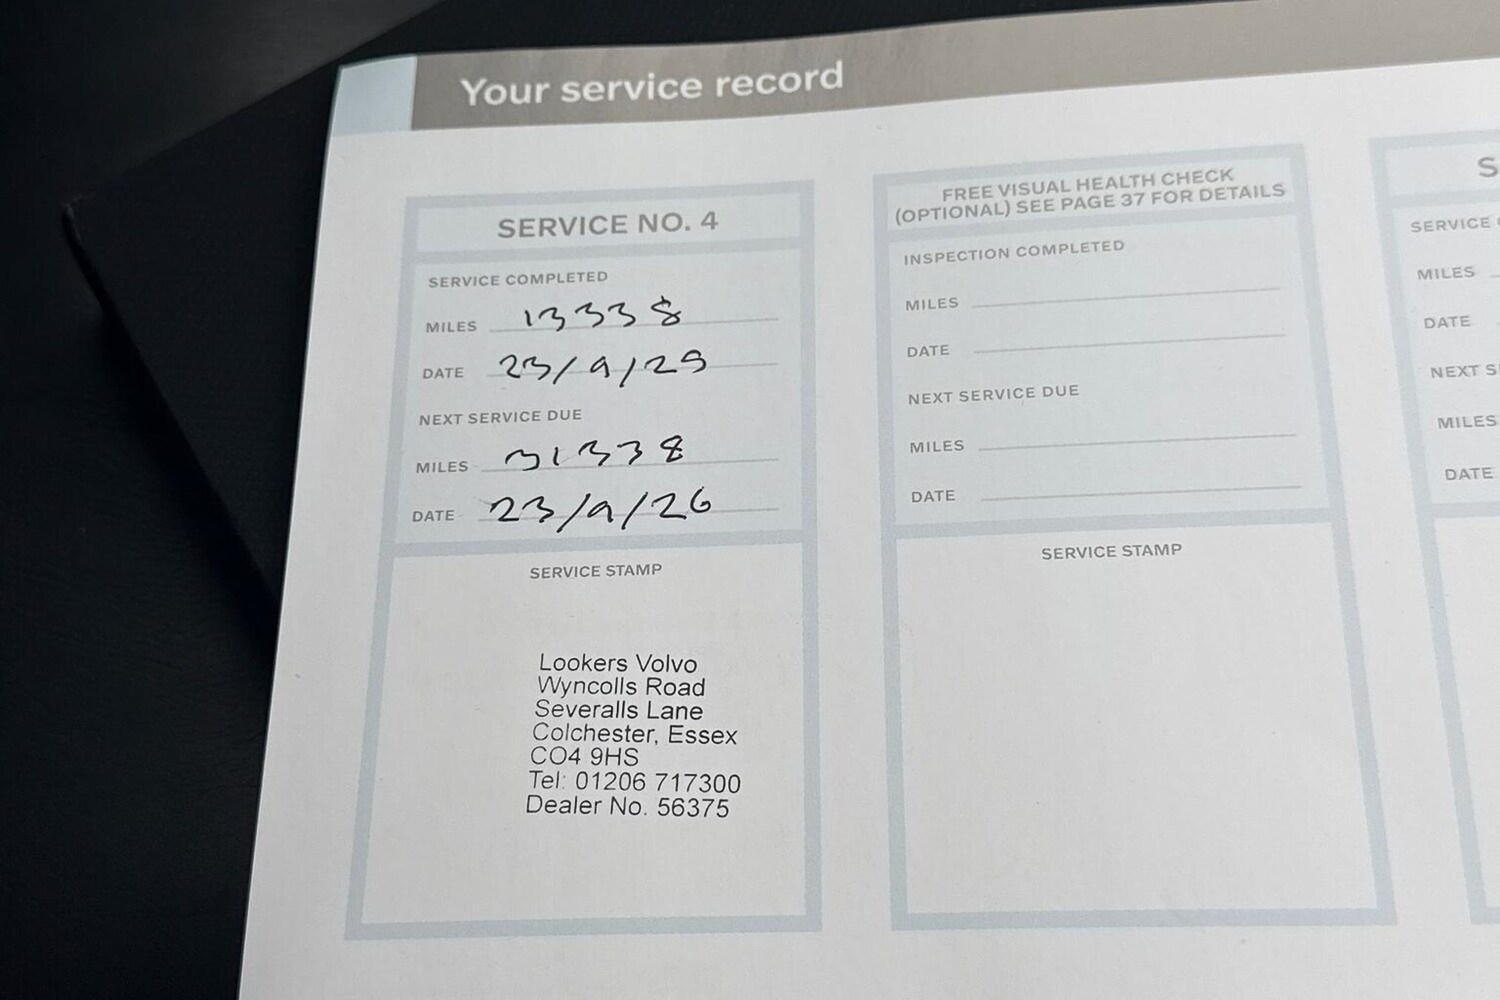 Your service record
SERVICE NO. 4
SERVICE COMPLETED
MILES 13338
DATE 23/9/25
NEXT SERVICE DUE
MILES 31338
DATE 23/9/26
SERVICE STAMP
Lookers Volvo
Wyncolls Road
Severalls Lane
Colchester, Essex
CO4 9HS
Tel: 01206 717300
Dealer No. 56375
FREE VISUAL HEALTH CHECK
(OPTIONAL) SEE PAGE 37 FOR DETAILS
INSPECTION COMPLETED
MILES
DATE
NEXT SERVICE DUE
MILES
DATE
SERVICE STAMP
S
SERVICE
MILES
DATE
NEXT S
MILES
DATE